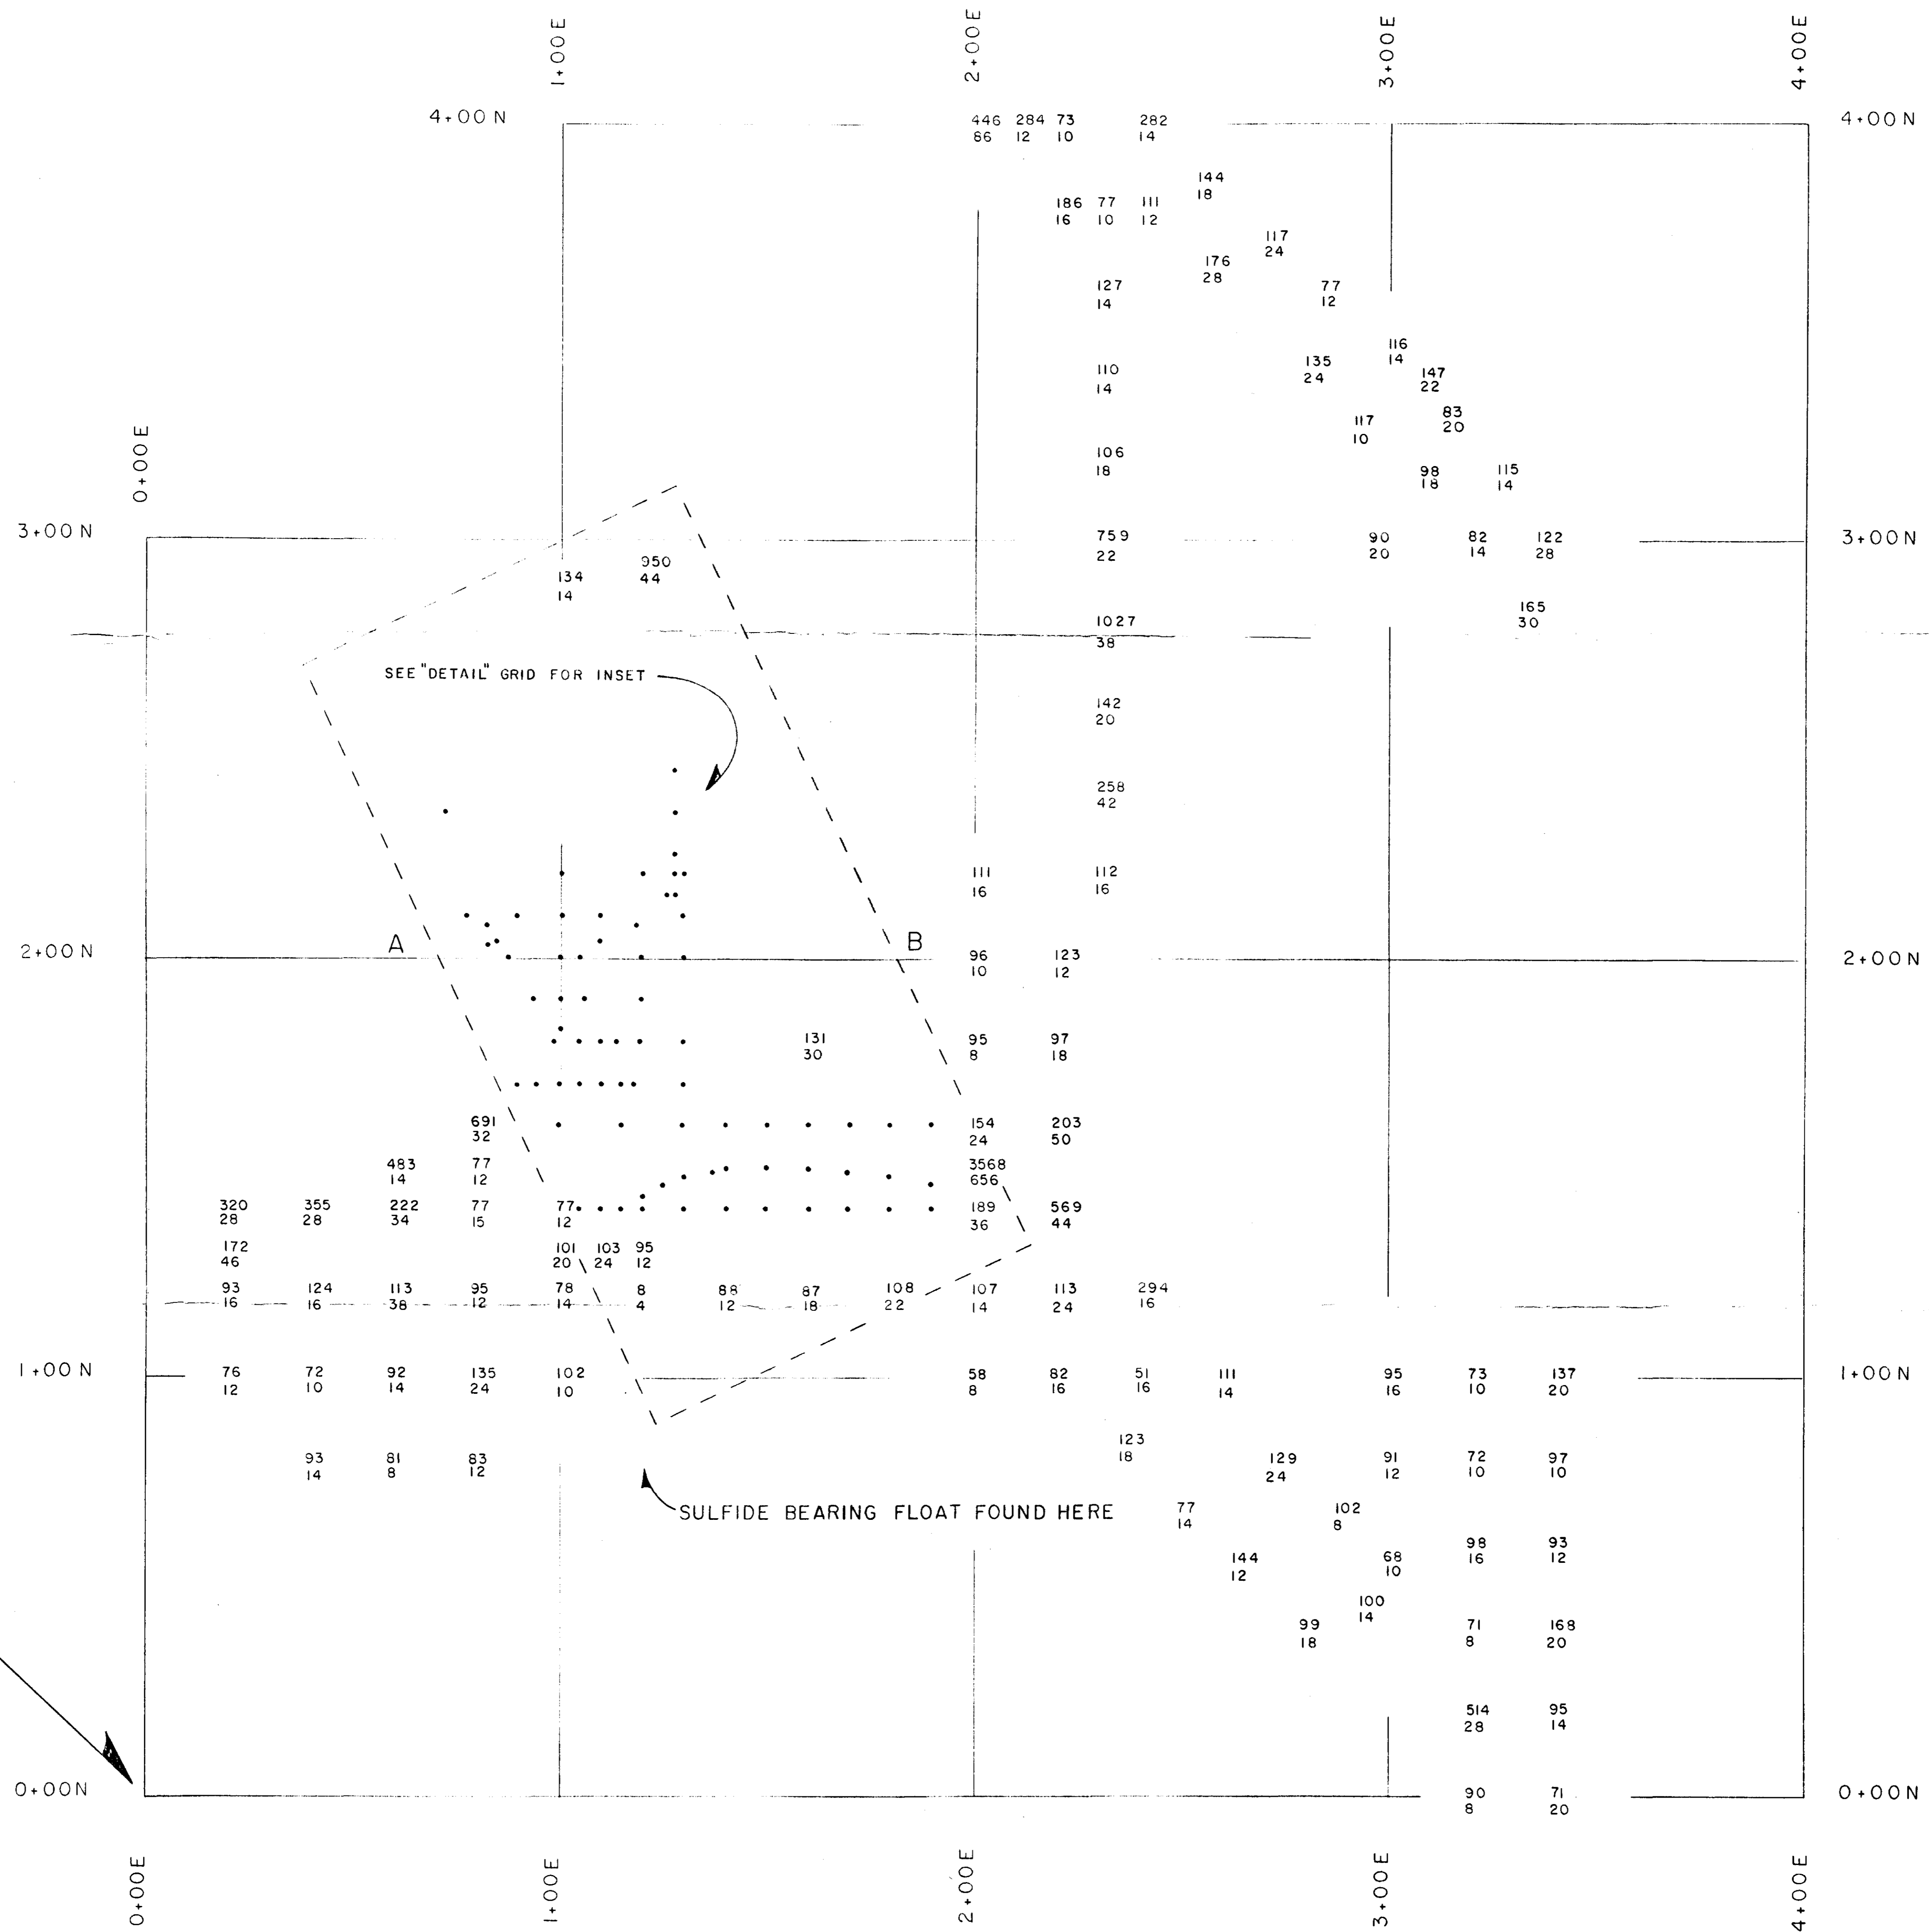 1+00E
2+00E
3+00E
4+00E
4+00 N
446 284 73 282
4+00 N
86 12 10 14
144
18
186 77 111
16 10 12
117
24
176
28
127
14
77
12
116
14
135
24
110
14
147
22
83
20
117
10
0+00E
106
18
98
18
115
14
3+00 N
759
22
90 82 122
20 14 28
3+00 N
950
44
134
14
165
30
1027
38
SEE "DETAIL" GRID FOR INSET
142
20
258
42
111 112
16 16
2+00 N
A
B
96 123
10 12
2+00 N
131 95 97
30 8 18
691 154 203
32 24 50
483 77 3568
14 12 656
320 355 222 77 77 189 569
28 28 34 15 12 36 44
172 101 103 95
46 20 24 12
93 124 113 95 78 8 88 87 108 107 113 294
16 16 38 12 14 4 12 18 22 14 24 16
1+00 N
76 72 92 135 102 58 82 51 111 95 73 137
12 10 14 24 10 8 16 16 14 16 10 20
1+00 N
123
18
93 81 83 129 91 72 97
14 8 12 24 12 10 10
SULFIDE BEARING FLOAT FOUND HERE
77 102
14 8
98 93
16 12
144 68
12 10
100
14
99 71 168
18 8 20
514 95
28 14
0+00N
90 71
8 20
0+00N
0+00E
1+00E
2+00E
3+00E
4+00E